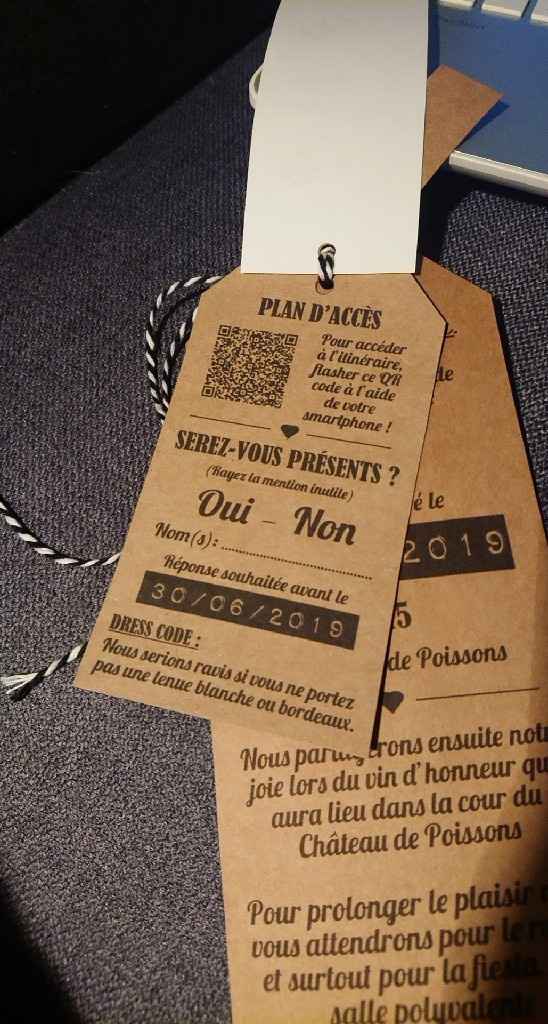 PLAN D'ACCÈS
Pour accéder
à l'itinéraire,
flasher ce QR
code à l'aide
de votre
smartphone !
SEREZ-VOUS PRÉSENTS ?
(Rayez la mention inutile)
Oui - Non
Nom(s):
Réponse souhaitée avant le
30/06/2019
DRESS CODE :
Nous serions ravis si vous ne portez
pas une tenue blanche ou bordeaux.
é le
2019
de Poissons
Nous partagerons ensuite
joie lors du vin d'honneur
aura lieu dans la cour du
Château de Poissons
Pour prolonger le plaisir
vous attendrons pour le
et surtout pour la fiesta
salle polyvalente